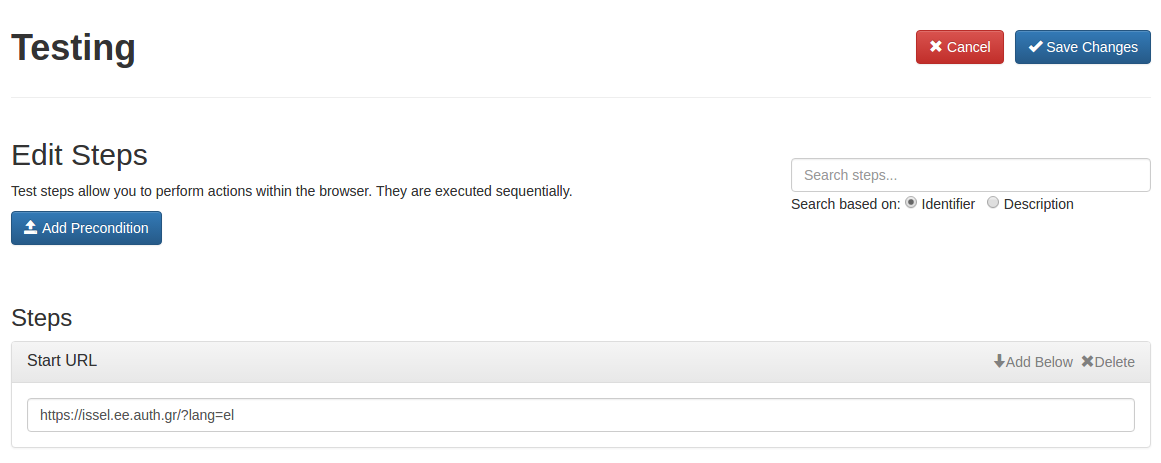 Testing
Cancel
Save Changes
Edit Steps
Test steps allow you to perform actions within the browser. They are executed sequentially.
Add Precondition
Search steps...
Search based on: Identifier Description
Steps
Start URL
Add Below Delete
https://issel.ee.auth.gr/?lang=el